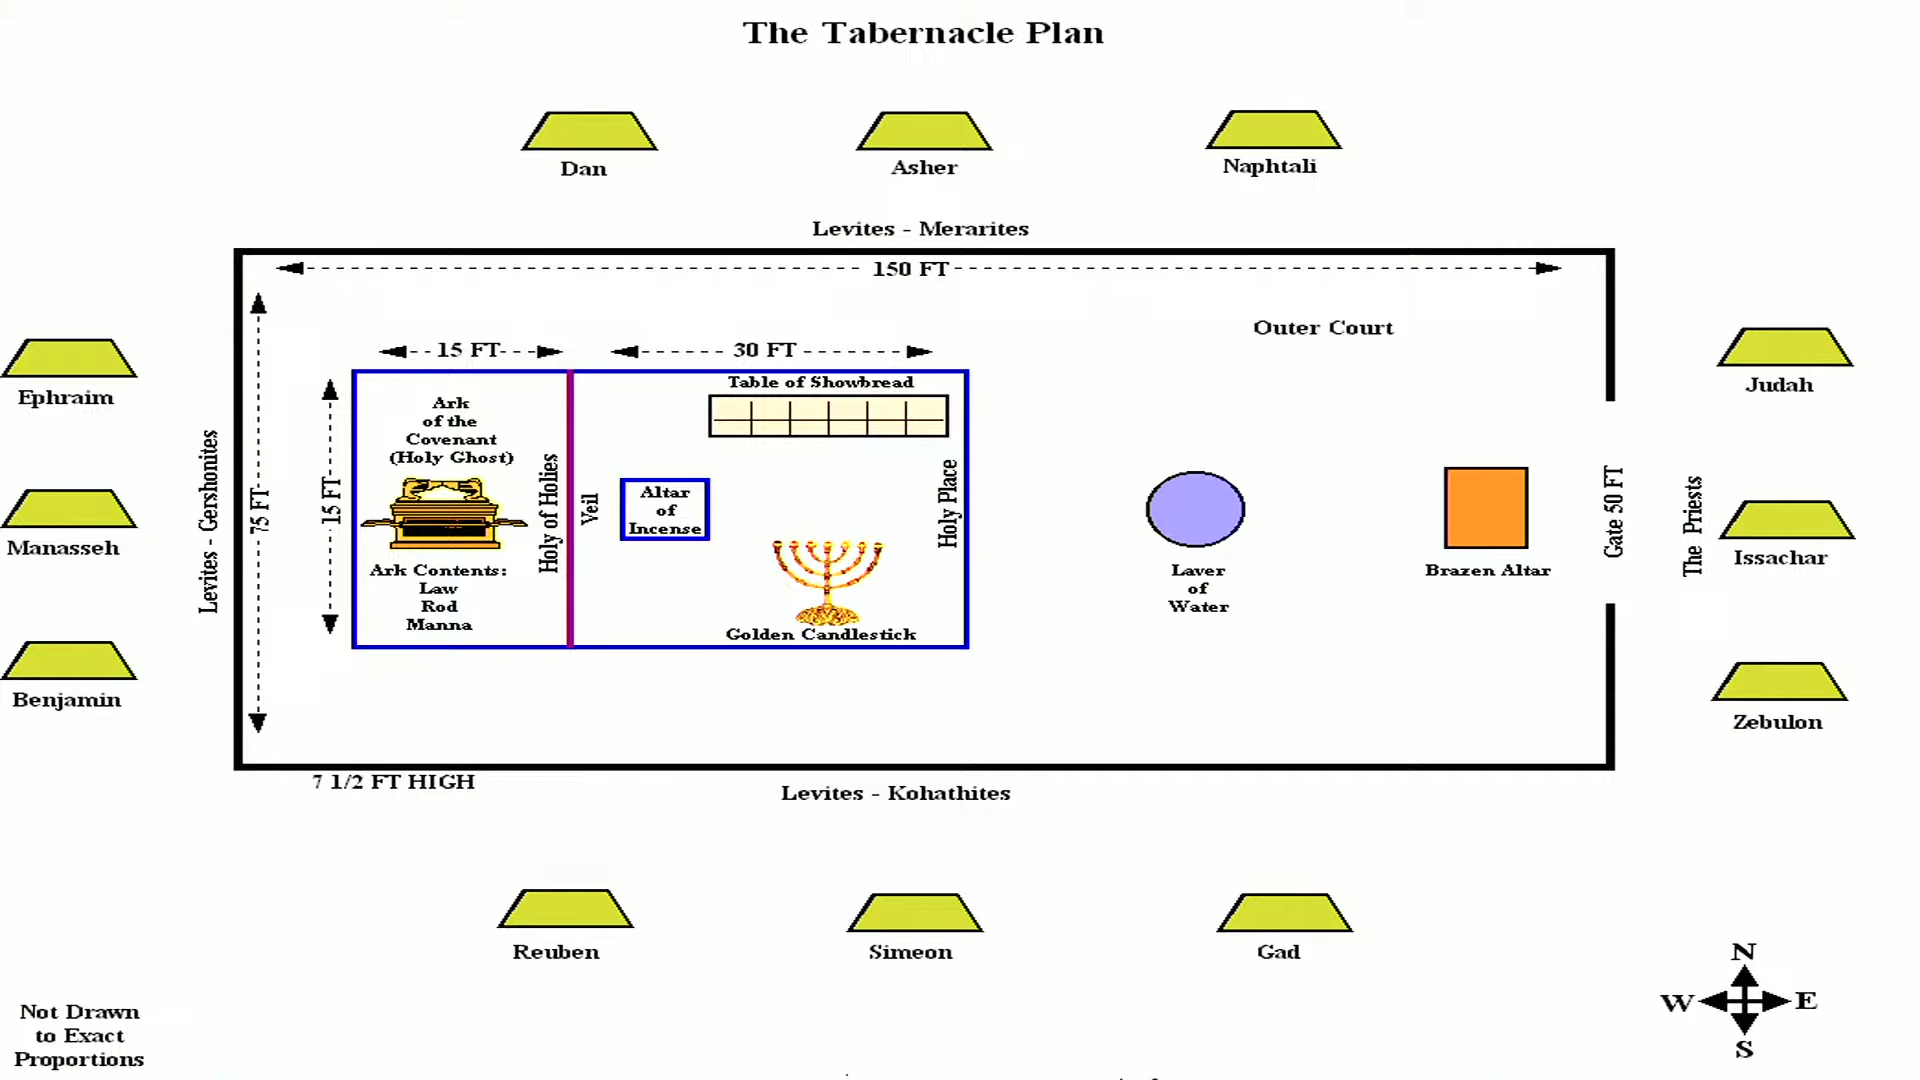 The Tabernacle Plan
Dan
Asher
Naphtali
Levites - Merarites
150 FT
Outer Court
15 FT
30 FT
Ephraim
Manasseh
Benjamin
Levites - Gershonites
75 FT
15 FT
Ark
of the
Covenant
(Holy Ghost)
Ark Contents:
Law
Rod
Manna
Holy of Holies
Veil
Table of Showbread
Altar
of
Incense
Golden Candlestick
Holy Place
Laver
of
Water
Brazen Altar
Gate 50 FT
The Priests
Judah
Issachar
Zebulon
7 1/2 FT HIGH
Levites - Kohathites
Reuben
Simeon
Gad
Not Drawn
to Exact
Proportions
N
W E
S